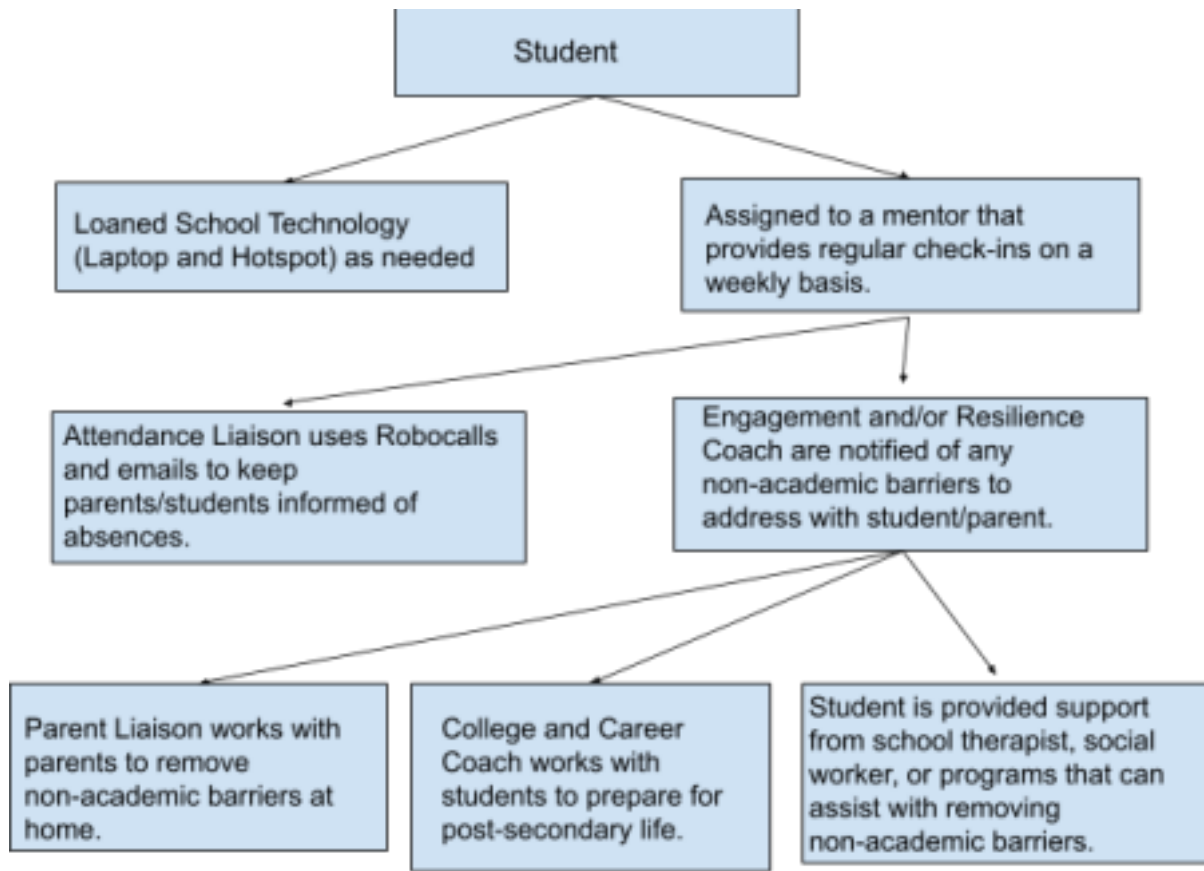 Student
Loaned School Technology
(Laptop and Hotspot) as needed
Assigned to a mentor that
provides regular check-ins on a
weekly basis.
Attendance Liaison uses Robocalls
and emails to keep
parents/students informed of
absences.
Engagement and/or Resilience
Coach are notified of any
non-academic barriers to
address with student/parent.
Parent Liaison works with
parents to remove
non-academic barriers at
home.
College and Career
Coach works with
students to prepare for
post-secondary life.
Student is provided support
from school therapist, social
worker, or programs that can
assist with removing
non-academic barriers.